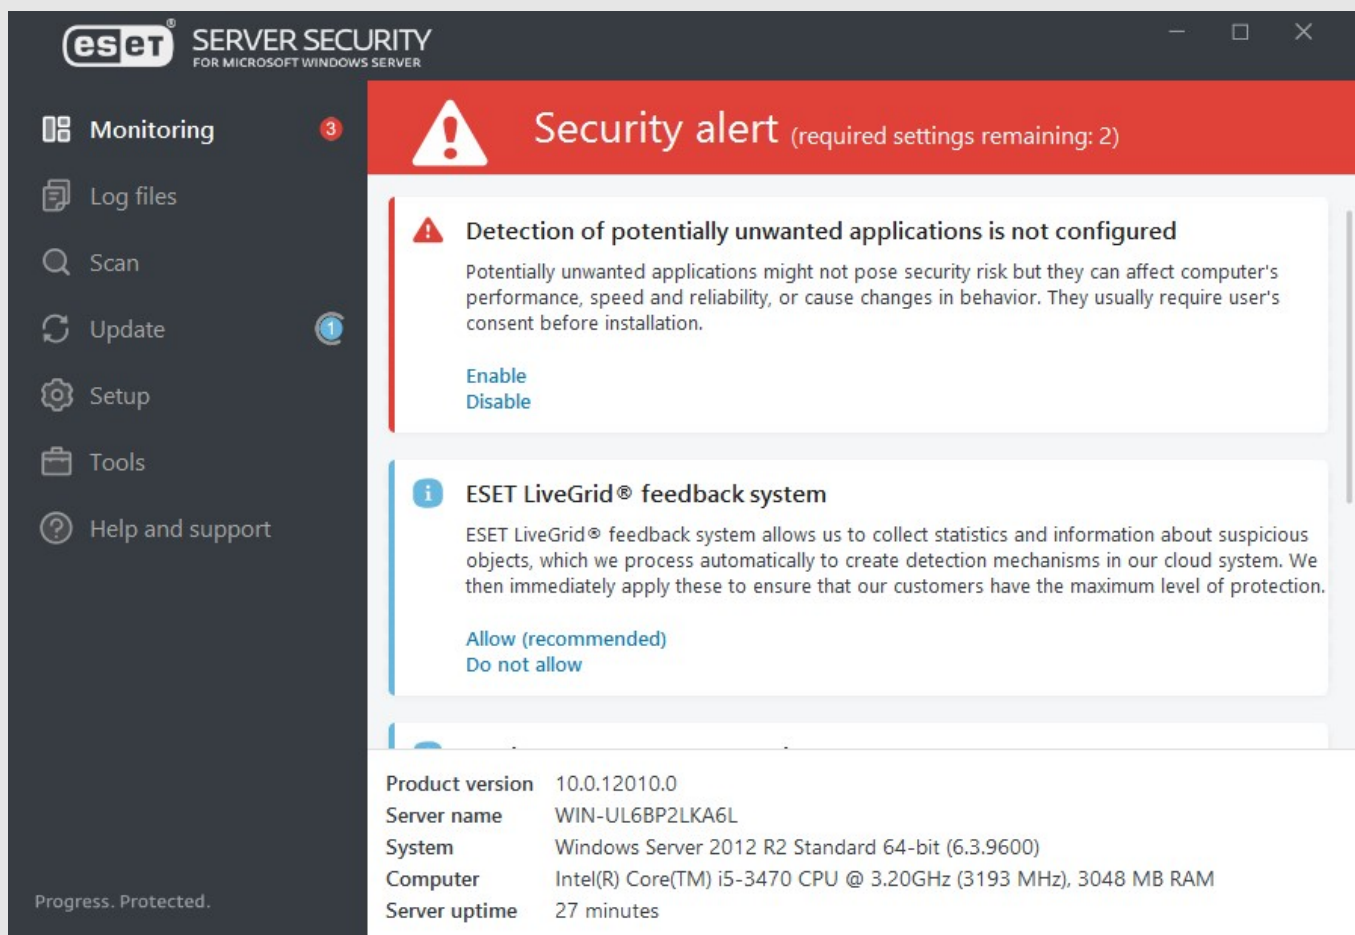 eset® SERVER SECURITY
FOR MICROSOFT WINDOWS SERVER
Monitoring 3
Log files
Scan
Update 1
Setup
Tools
Help and support
Progress. Protected.
Security alert (required settings remaining: 2)
Detection of potentially unwanted applications is not configured
Potentially unwanted applications might not pose security risk but they can affect computer's
performance, speed and reliability, or cause changes in behavior. They usually require user's
consent before installation.
Enable
Disable
ESET LiveGrid® feedback system
ESET LiveGrid® feedback system allows us to collect statistics and information about suspicious
objects, which we process automatically to create detection mechanisms in our cloud system. We
then immediately apply these to ensure that our customers have the maximum level of protection.
Allow (recommended)
Do not allow
Product version 10.0.12010.0
Server name WIN-UL6BP2LKA6L
System Windows Server 2012 R2 Standard 64-bit (6.3.9600)
Computer Intel(R) Core(TM) i5-3470 CPU @ 3.20GHz (3193 MHz), 3048 MB RAM
Server uptime 27 minutes